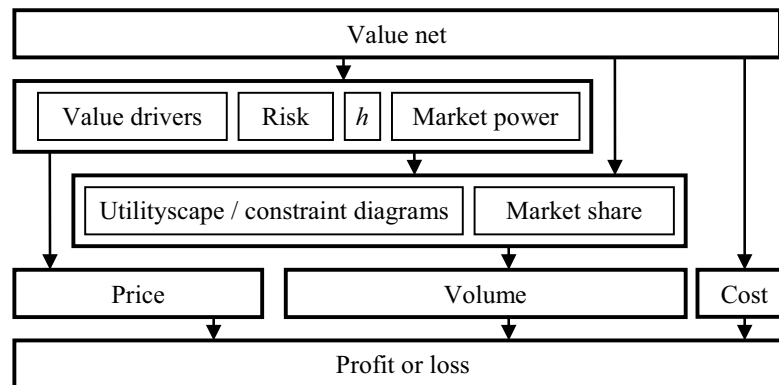 Value net
Value drivers Risk h Market power
Utilityscape / constraint diagrams Market share
Price Volume Cost
Profit or loss